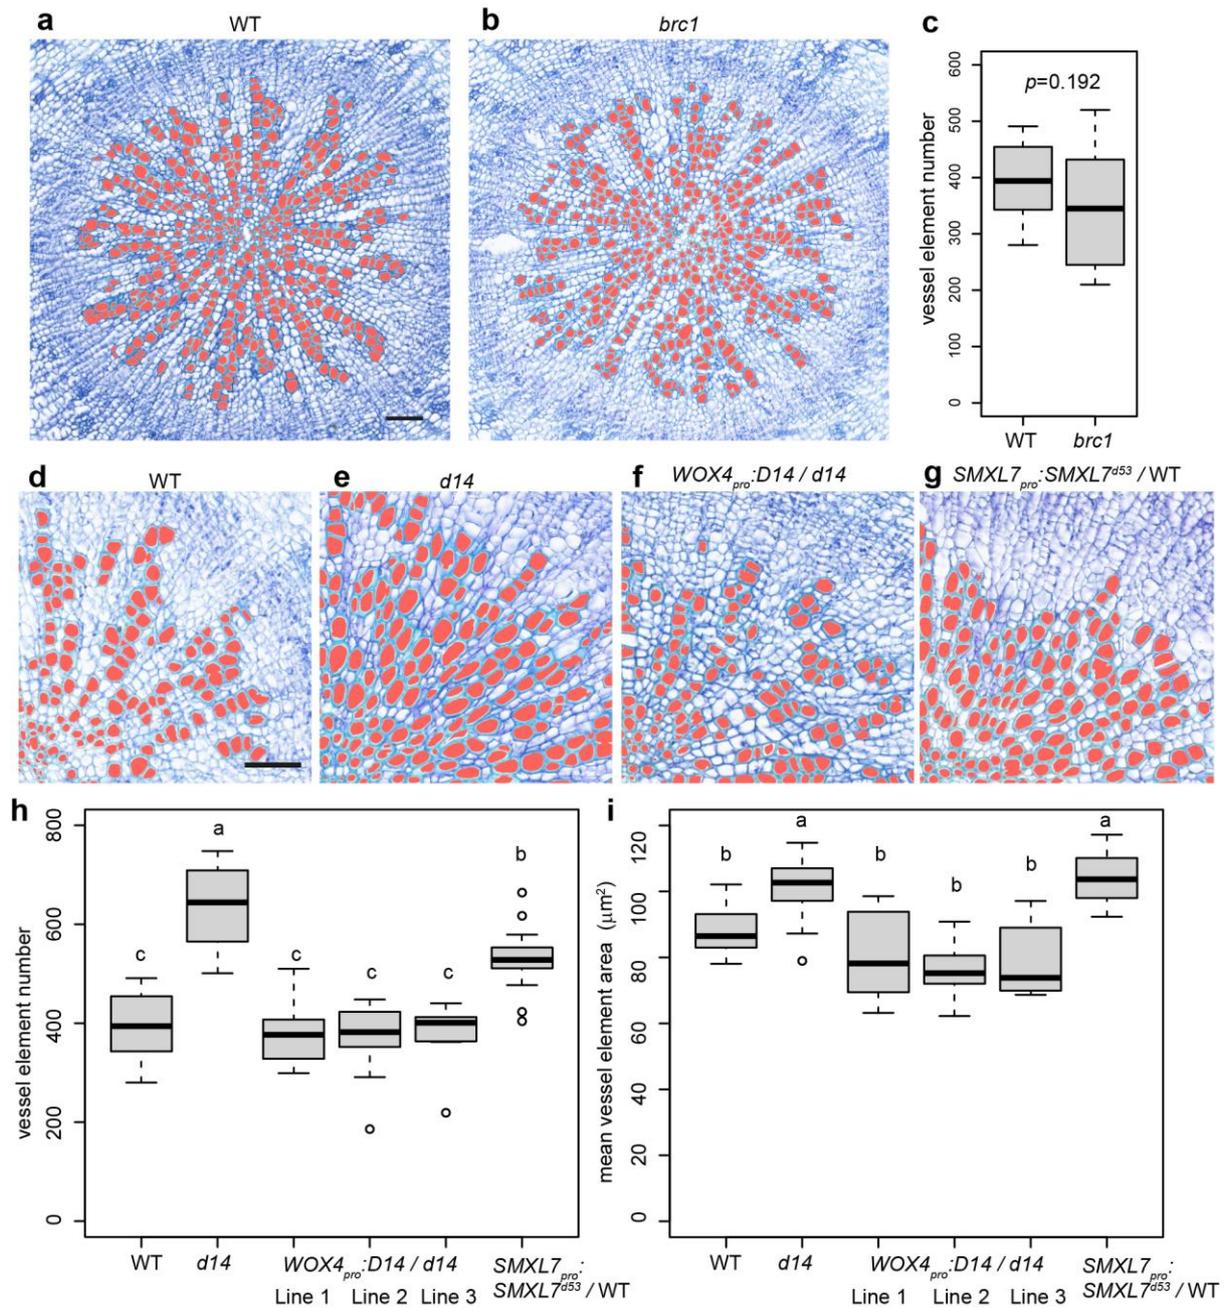 a WT
b brc1
c
p=0.192
vessel element number
600
500
400
300
200
100
0
WT brc1
d WT
e d14
f WOX4pro:D14 / d14
g SMXL7pro:SMXL7d53 / WT
h
vessel element number
800
600
400
200
0
c a c c c b
WT d14 WOX4pro:D14 / d14 SMXL7pro:
Line 1 Line 2 Line 3 SMXL7d53 / WT
i
mean vessel element area (μm2)
120
100
80
60
40
20
0
b a b b b a
WT d14 WOX4pro:D14 / d14 SMXL7pro:
Line 1 Line 2 Line 3 SMXL7d53 / WT